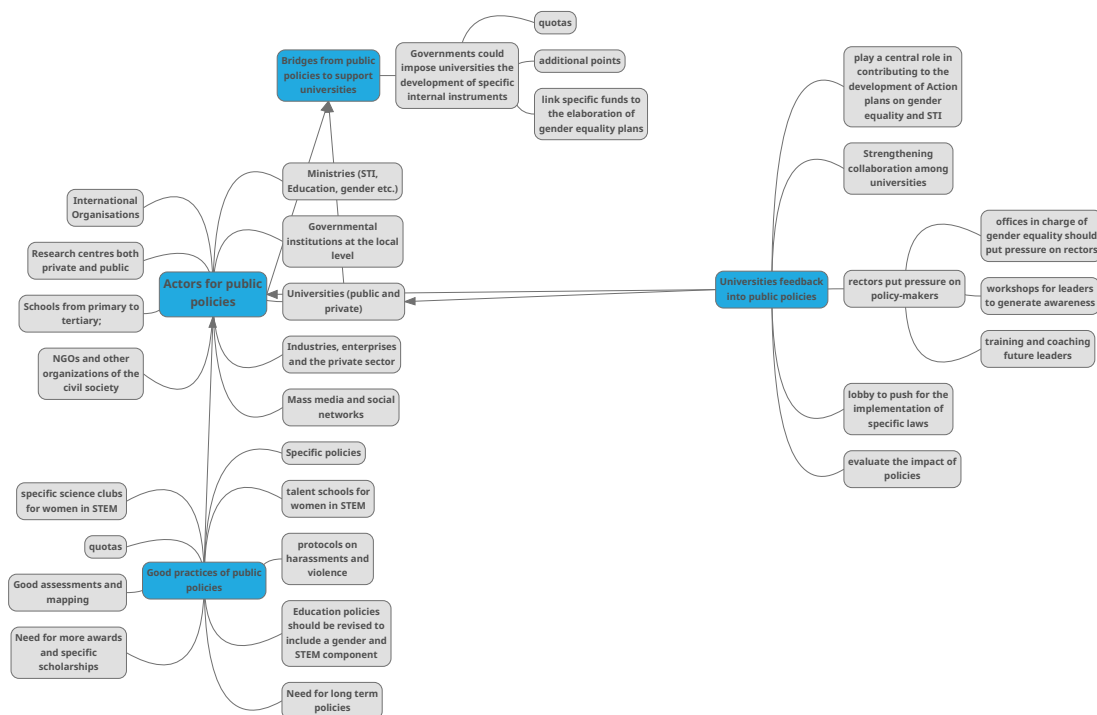 Bridges from public
policies to support
universities
Governments could
impose universities the
development of specific
internal instruments
quotas
additional points
link specific funds to
the elaboration of
gender equality plans
Actors for public
policies
International
Organisations
Research centres both
private and public
Schools from primary to
tertiary;
NGOs and other
organizations of the
civil society
Ministries (STI,
Education, gender etc.)
Governmental
institutions at the local
level
Universities (public and
private)
Industries, enterprises
and the private sector
Mass media and social
networks
Universities feedback
into public policies
play a central role in
contributing to the
development of Action
plans on gender
equality and STI
Strengthening
collaboration among
universities
rectors put pressure on
policy-makers
offices in charge of
gender equality should
put pressure on rectors
workshops for leaders
to generate awareness
training and coaching
future leaders
lobby to push for the
implementation of
specific laws
evaluate the impact of
policies
Good practices of public
policies
specific science clubs
for women in STEM
quotas
Good assessments and
mapping
Need for more awards
and specific
scholarships
Specific policies
talent schools for
women in STEM
protocols on
harassments and
violence
Education policies
should be revised to
include a gender and
STEM component
Need for long term
policies